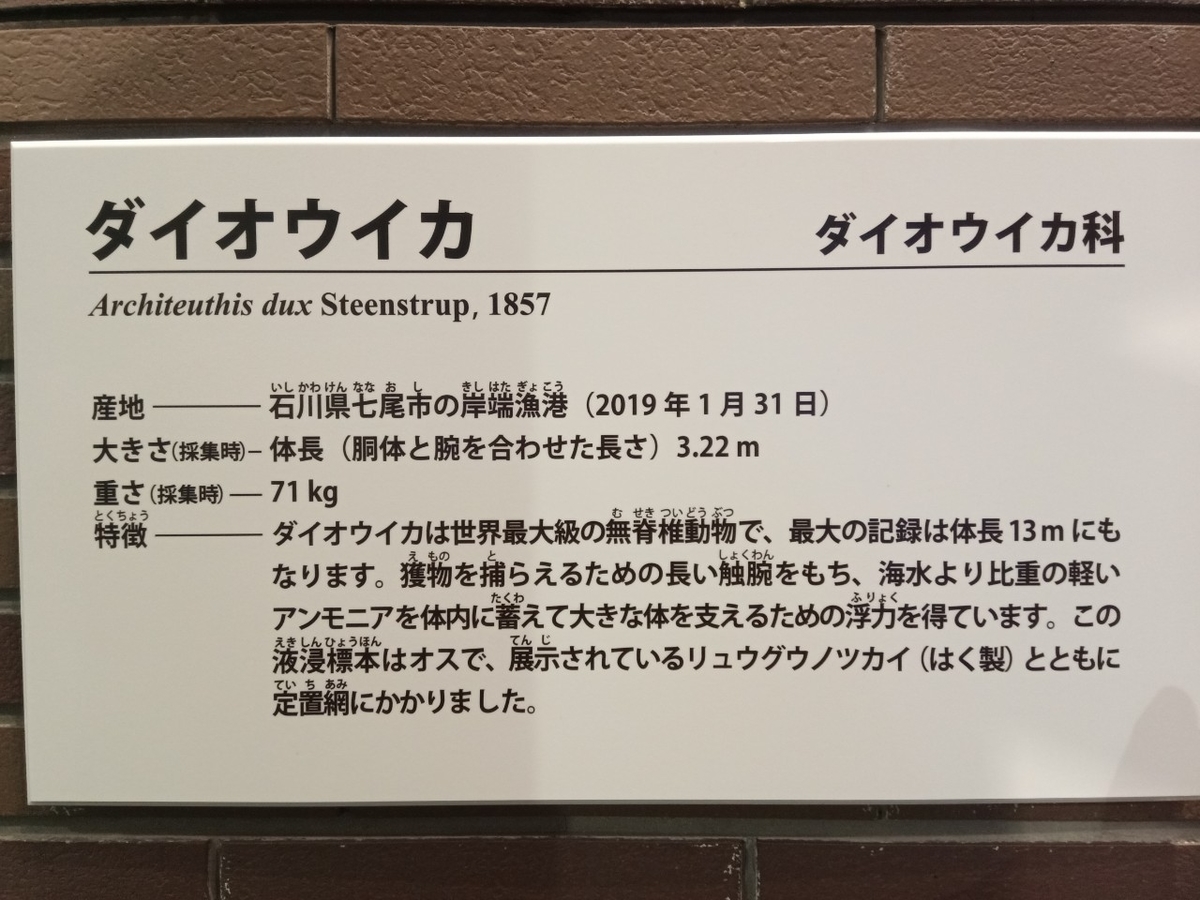 ダイオウイカ ダイオウイカ科
Architeuthis dux Steenstrup, 1857
いしかわけんななおし きしはたぎょこう
産地 石川県七尾市の岸端漁港（2019年1月31日）
大きさ（採集時） 体長（胴体と腕を合わせた長さ）3.22 m
重さ（採集時） 71 kg
とくちょう むせきついどうぶつ
特徴 ダイオウイカは世界最大級の無脊椎動物で、最大の記録は体長13mにも
えもの と しょくわん
なります。獲物を捕らえるための長い触腕をもち、海水より比重の軽い
たくわ ふりょく
アンモニアを体内に蓄えて大きな体を支えるための浮力を得ています。この
えきしんひょうほん てんじ
液浸標本はオスで、展示されているリュウグウノツカイ（はく製）とともに
ていちあみ
定置網にかかりました。